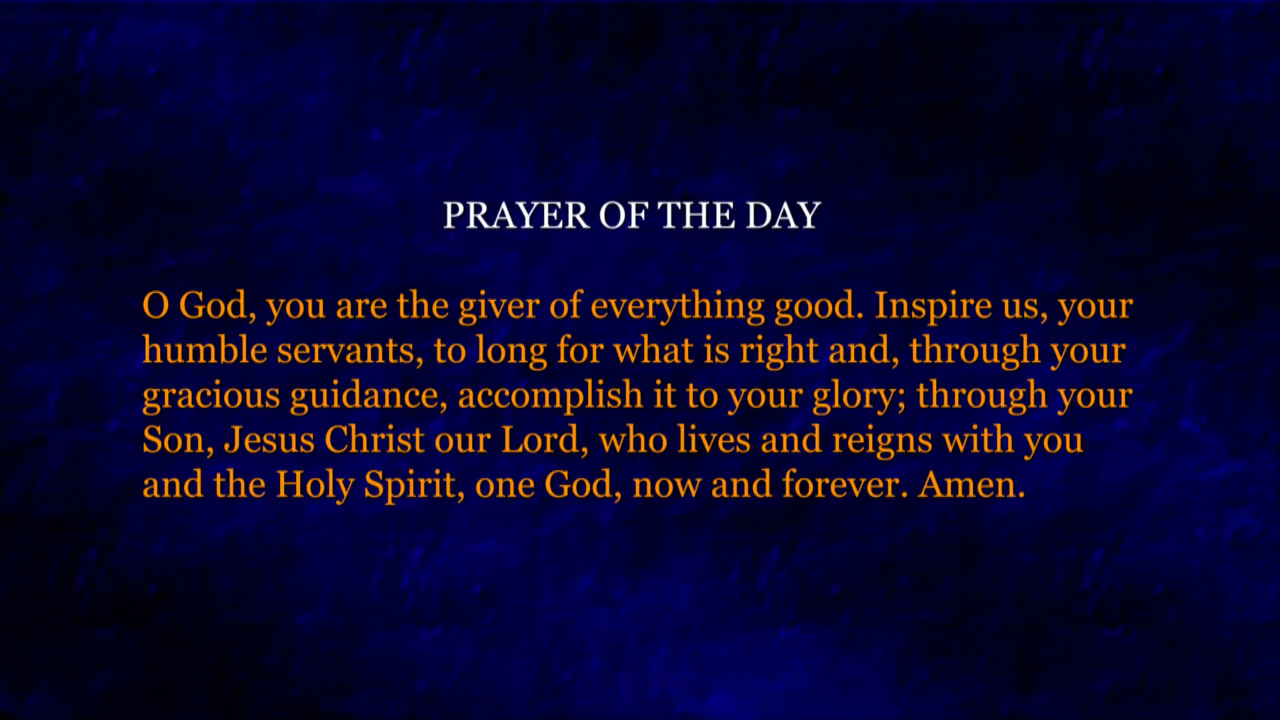 PRAYER OF THE DAY
O God, you are the giver of everything good. Inspire us, your
humble servants, to long for what is right and, through your
gracious guidance, accomplish it to your glory; through your
Son, Jesus Christ our Lord, who lives and reigns with you
and the Holy Spirit, one God, now and forever. Amen.